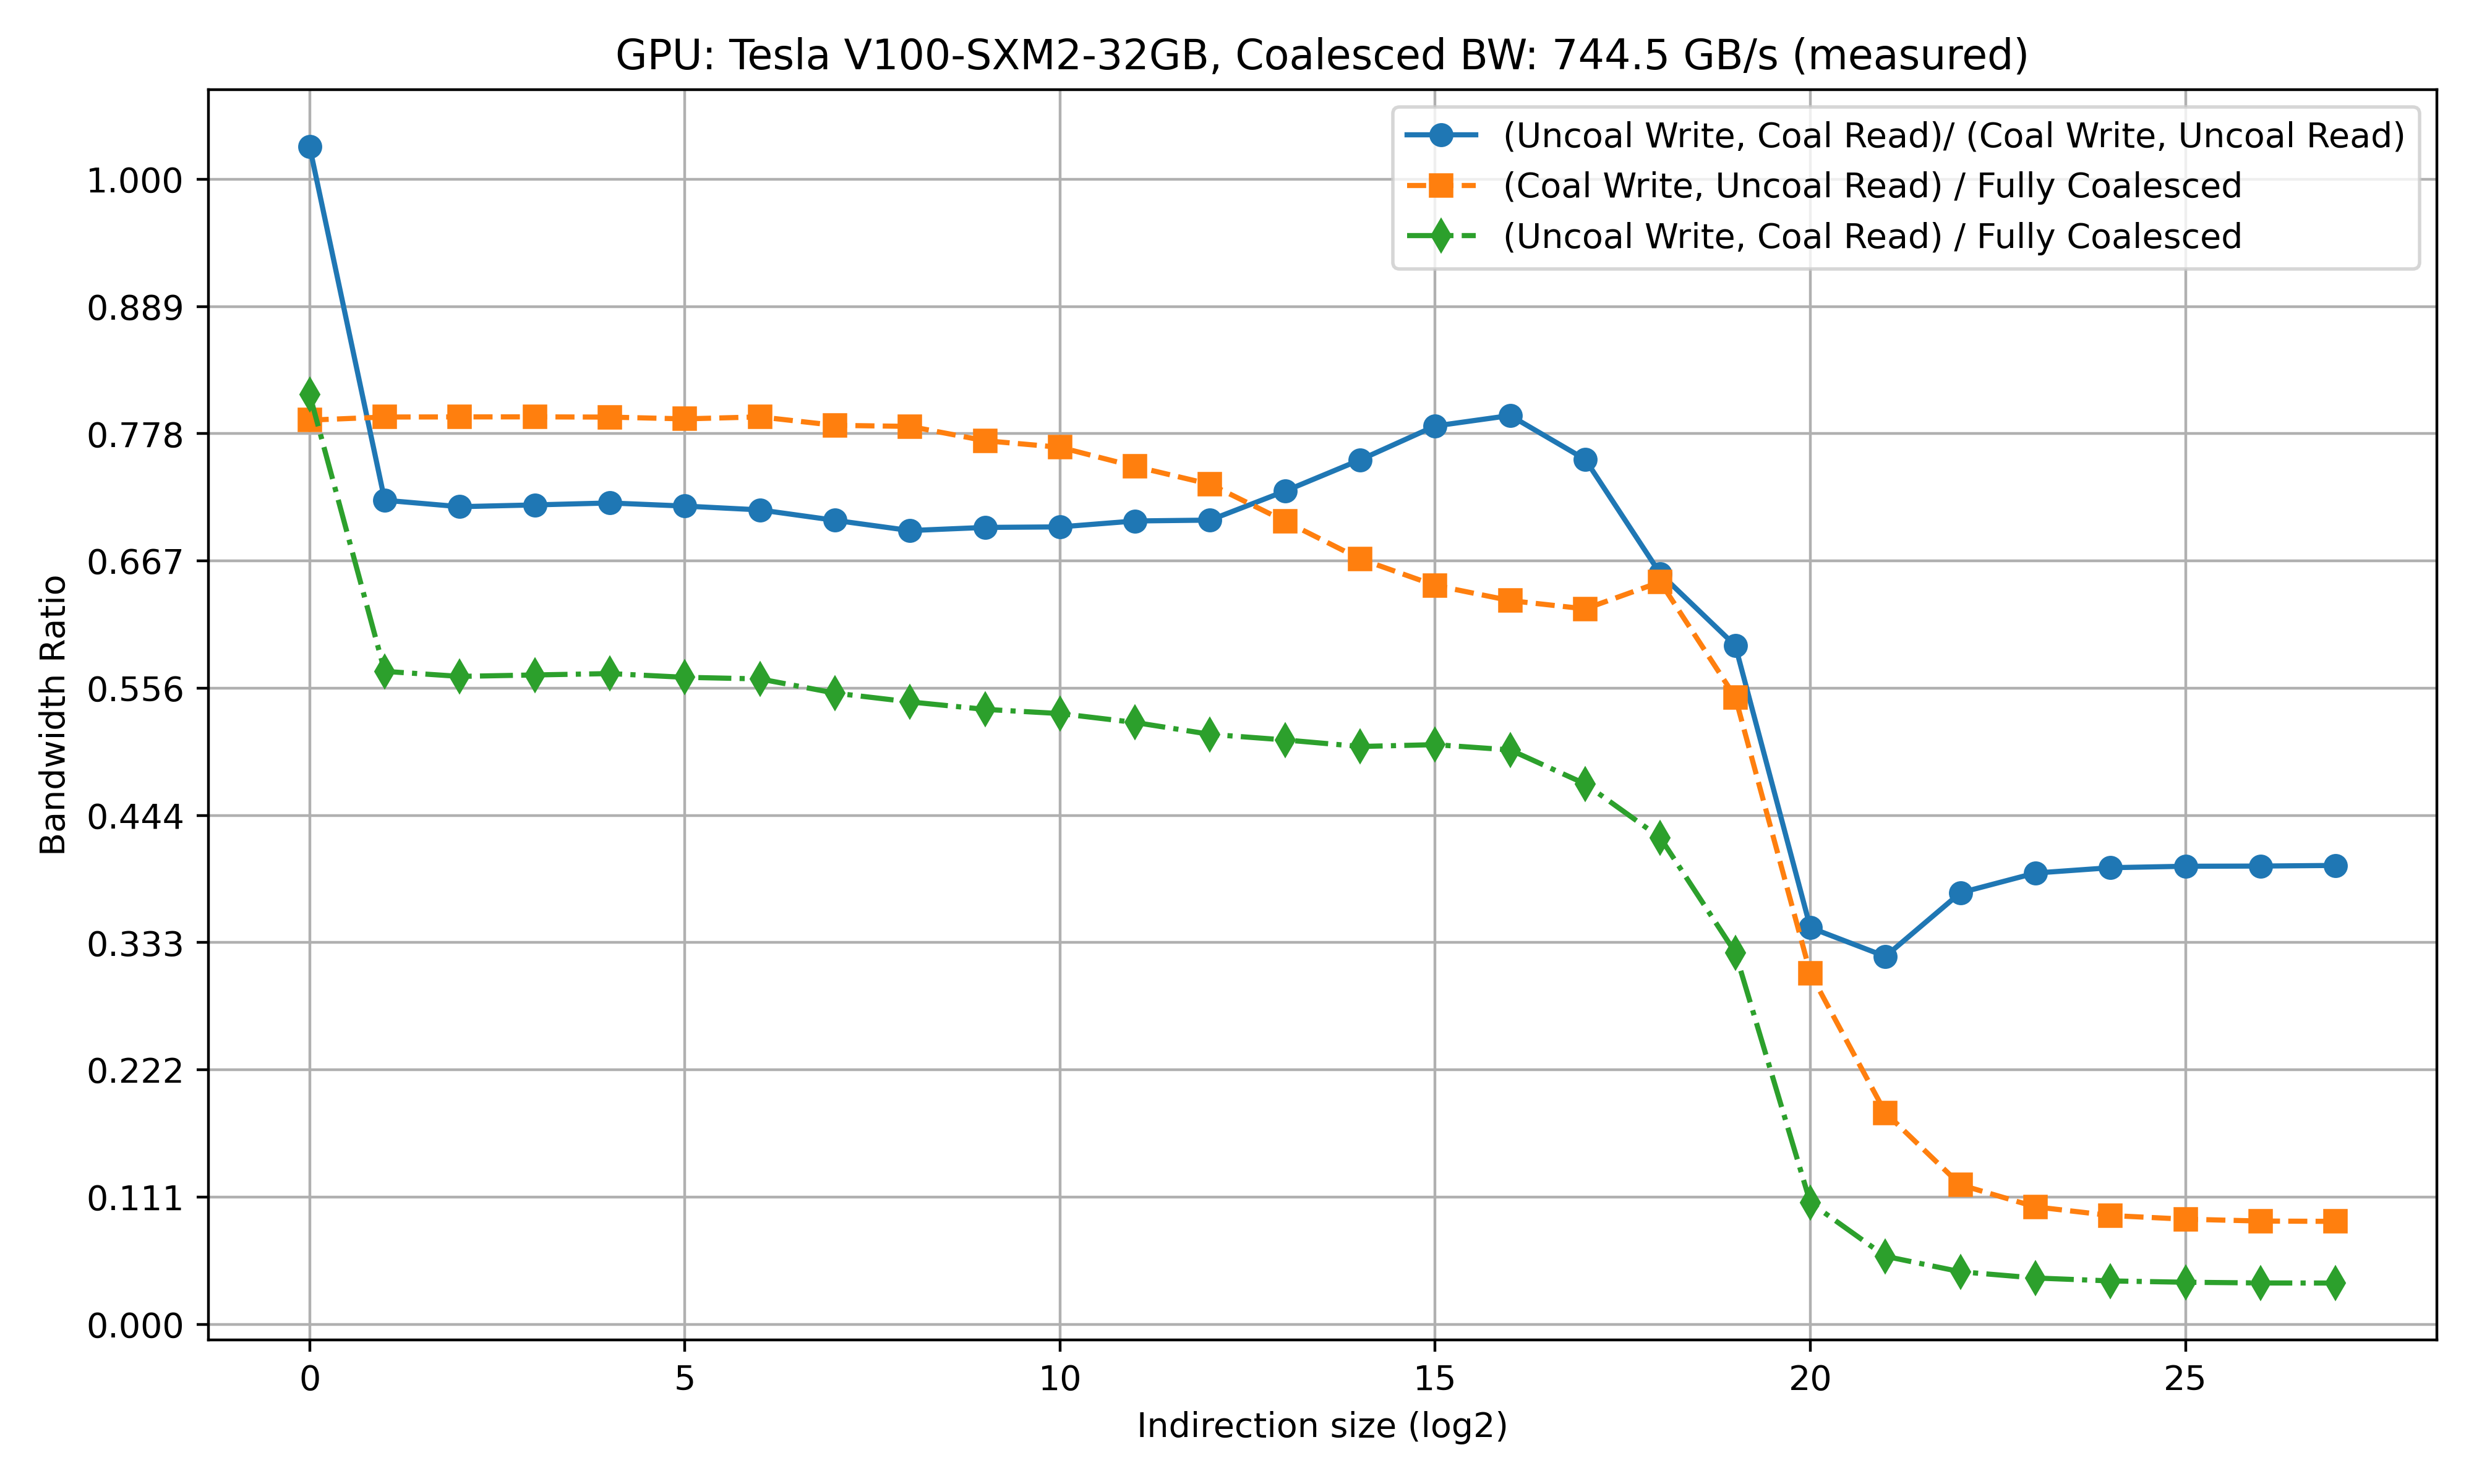 GPU: Tesla V100-SXM2-32GB, Coalesced BW: 744.5 GB/s (measured)
(Uncoal Write, Coal Read)/ (Coal Write, Uncoal Read)
(Coal Write, Uncoal Read) / Fully Coalesced
(Uncoal Write, Coal Read) / Fully Coalesced
Bandwidth Ratio
1.000
0.889
0.778
0.667
0.556
0.444
0.333
0.222
0.111
0.000
0 5 10 15 20 25
Indirection size (log2)